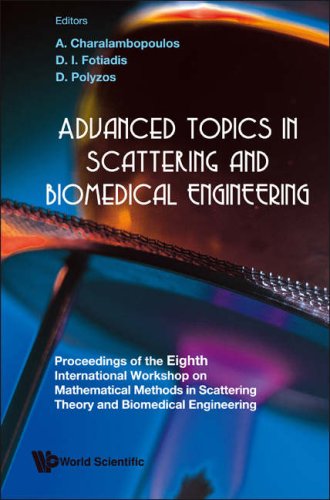 Editors
A. Charalambopoulos
D. I. Fotiadis
D. Polyzos
ADVANCED TOPICS IN
SCATTERING AND
BIOMEDICAL ENGINEERING
Proceedings of the Eighth
International Workshop on
Mathematical Methods in Scattering
Theory and Biomedical Engineering
World Scientific